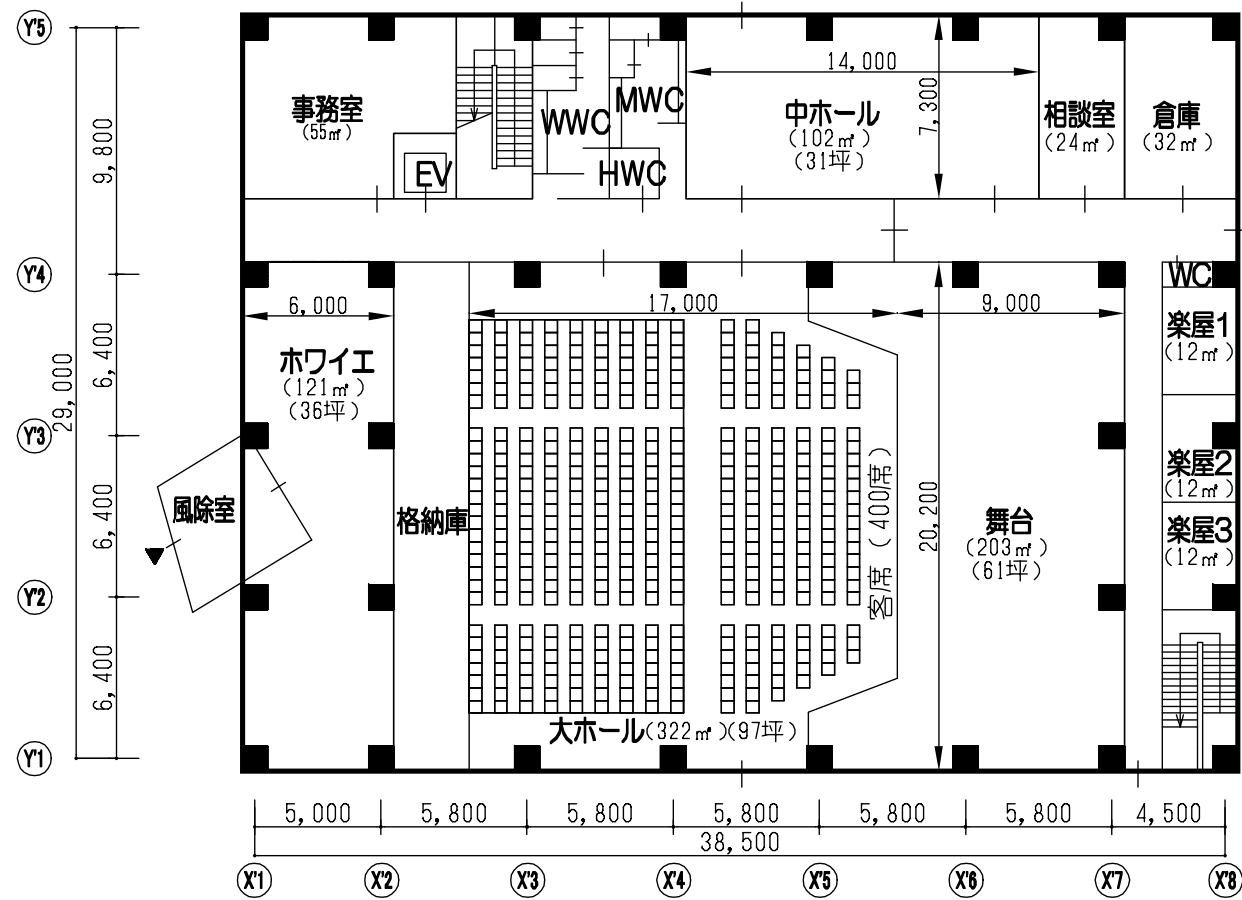 Y'5
事務室
(55㎡)
EV
WWC
MWC
HWC
14,000
中ホール
(102㎡)
(31坪)
7,300
相談室
(24㎡)
倉庫
(32㎡)
9,800
Y'4
6,000
17,000
9,000
WC
楽屋1
(12㎡)
ホワイエ
(121㎡)
(36坪)
6,400
29,000
Y'3
風除室
格納庫
客席(400席)
20,200
舞台
(203㎡)
(61坪)
楽屋2
(12㎡)
楽屋3
(12㎡)
6,400
Y'2
6,400
大ホール(322㎡)(97坪)
Y'1
5,000
5,800
5,800
5,800
5,800
5,800
4,500
38,500
X'1
X'2
X'3
X'4
X'5
X'6
X'7
X'8